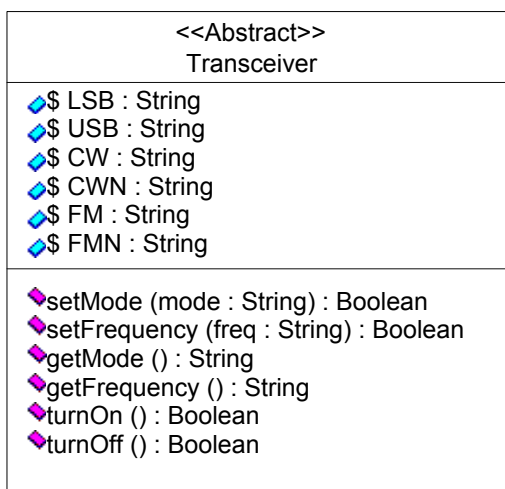 <<Abstract>>
Transceiver
$ LSB : String
$ USB : String
$ CW : String
$ CWN : String
$ FM : String
$ FMN : String
setMode (mode : String) : Boolean
setFrequency (freq : String) : Boolean
getMode () : String
getFrequency () : String
turnOn () : Boolean
turnOff () : Boolean